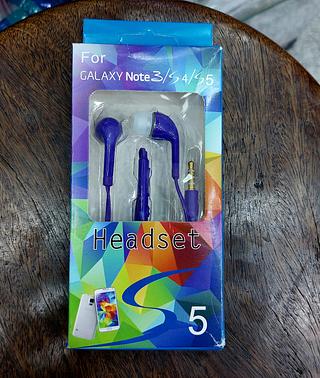 For
GALAXY Note3/S4/S5
Headset
S
5